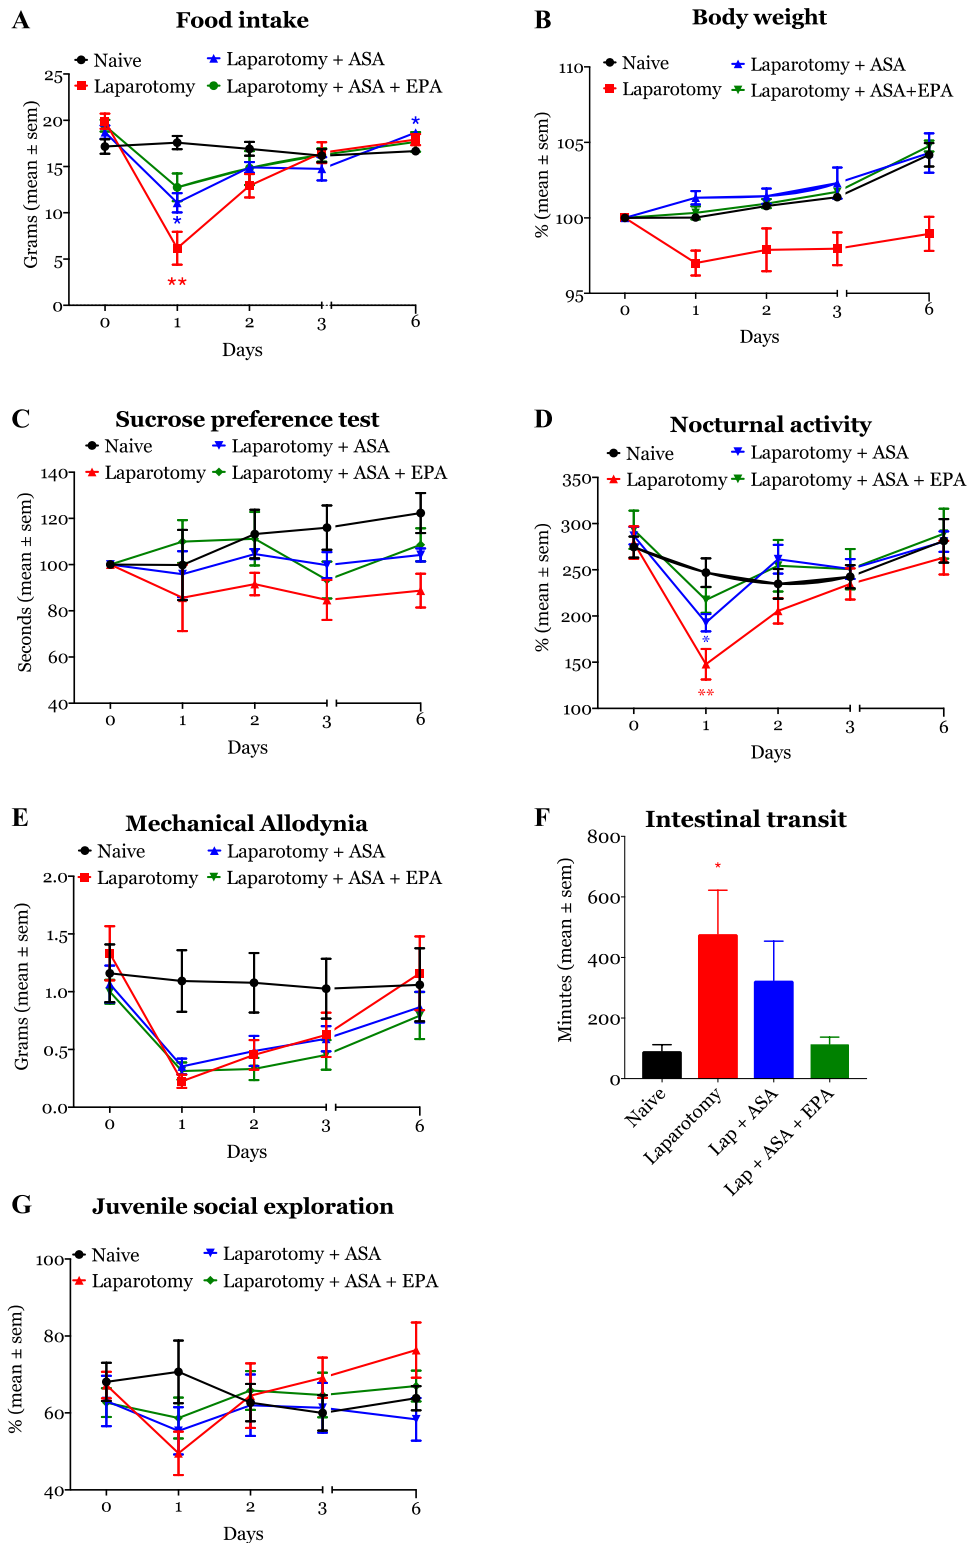 A
Food intake
Naive
Laparotomy + ASA
Laparotomy
Laparotomy + ASA + EPA
Grams (mean ± sem)
25
20
15
10
5
0
*
*
**
0 1 2 3 6
Days
B
Body weight
Naive
Laparotomy + ASA
Laparotomy
Laparotomy + ASA+EPA
% (mean ± sem)
110
105
100
95
0 1 2 3 6
Days
C
Sucrose preference test
Naive
Laparotomy + ASA
Laparotomy
Laparotomy + ASA + EPA
Seconds (mean ± sem)
140
120
100
80
60
40
0 1 2 3 6
Days
D
Nocturnal activity
Naive
Laparotomy + ASA
Laparotomy
Laparotomy + ASA + EPA
% (mean ± sem)
350
300
250
200
150
100
*
**
0 1 2 3 6
Days
E
Mechanical Allodynia
Naive
Laparotomy + ASA
Laparotomy
Laparotomy + ASA + EPA
Grams (mean ± sem)
2.0
1.5
1.0
0.5
0.0
0 1 2 3 6
Days
F
Intestinal transit
Minutes (mean ± sem)
800
600
400
200
0
*
Naive
Laparotomy
Lap + ASA
Lap + ASA + EPA
G
Juvenile social exploration
Naive
Laparotomy + ASA
Laparotomy
Laparotomy + ASA + EPA
% (mean ± sem)
100
80
60
40
0 1 2 3 6
Days